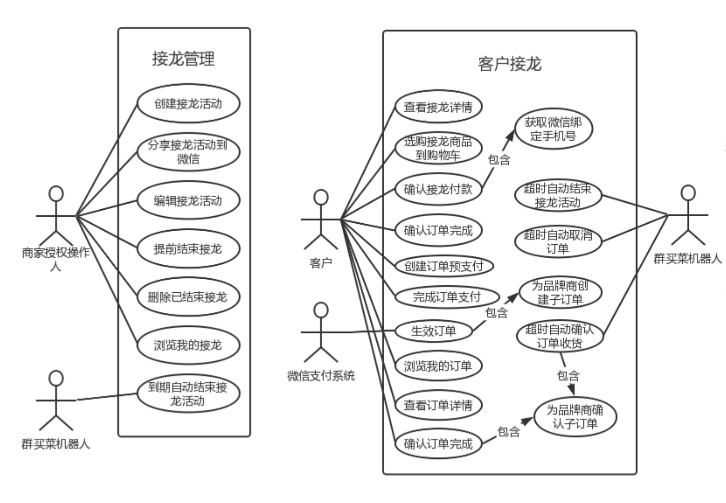 接龙管理
创建接龙活动
分享接龙活动到
微信
编辑接龙活动
提前结束接龙
删除已结束接龙
浏览我的接龙
到期自动结束接
龙活动
商家授权操作
人
群买菜机器人
客户接龙
查看接龙详情
选购接龙商品
到购物车
确认接龙付款
确认订单完成
创建订单预支付
完成订单支付
生效订单
浏览我的订单
查看订单详情
确认订单完成
包含
获取微信绑
定手机号
超时自动结束
接龙活动
超时自动取消
订单
包含
为品牌商创
建子订单
超时自动确认
订单收货
包含
包含
为品牌商确
认子订单
客户
微信支付系统
群买菜机器人